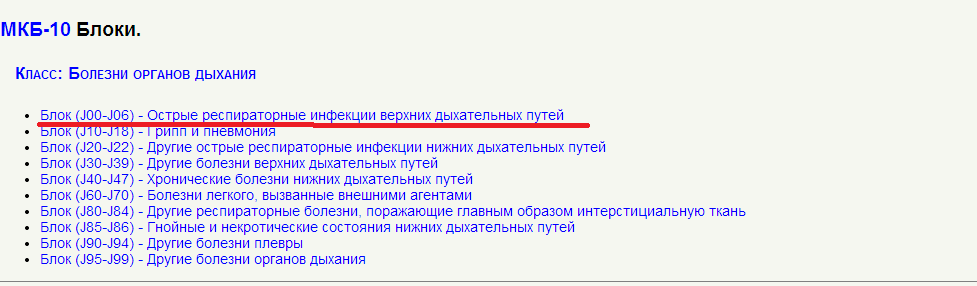 МКБ-10 Блоки.
Класс: Болезни органов дыхания
Блок (J00-J06) - Острые респираторные инфекции верхних дыхательных путей
Блок (J10-J18) - Грипп и пневмония
Блок (J20-J22) - Другие острые респираторные инфекции нижних дыхательных путей
Блок (J30-J39) - Другие болезни верхних дыхательных путей
Блок (J40-J47) - Хронические болезни нижних дыхательных путей
Блок (J60-J70) - Болезни легкого, вызванные внешними агентами
Блок (J80-J84) - Другие респираторные болезни, поражающие главным образом интерстициальную ткань
Блок (J85-J86) - Гнойные и некротические состояния нижних дыхательных путей
Блок (J90-J94) - Другие болезни плевры
Блок (J95-J99) - Другие болезни органов дыхания